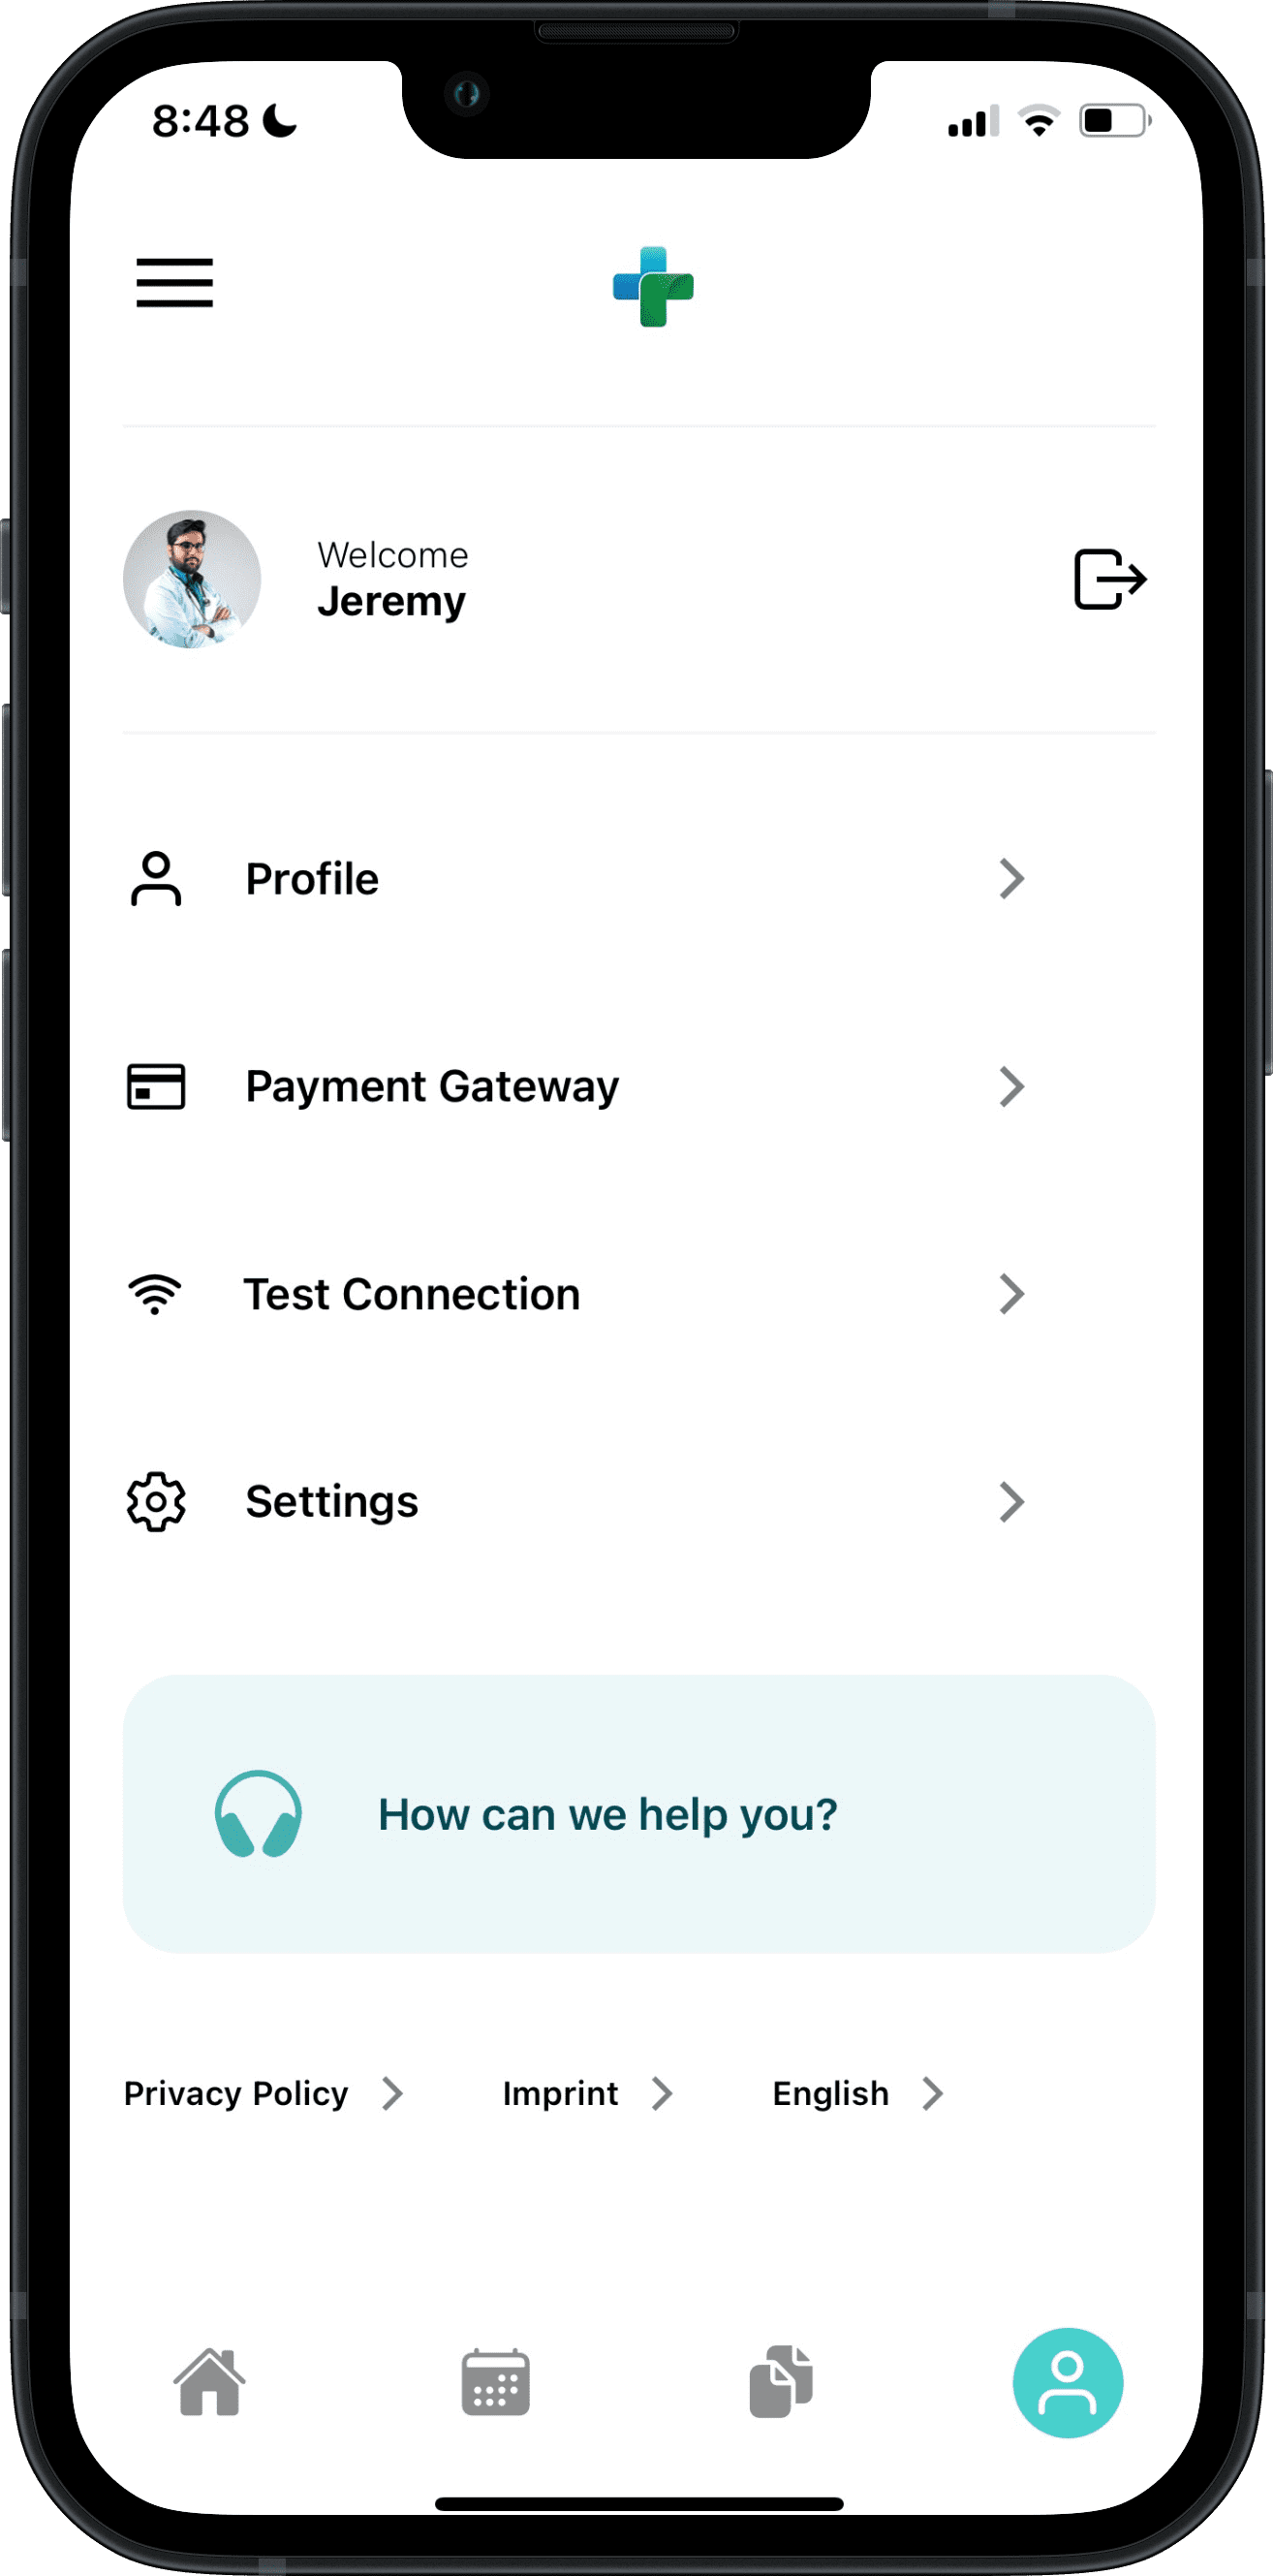 8:48
Welcome
Jeremy
Profile
Payment Gateway
Test Connection
Settings
How can we help you?
Privacy Policy
Imprint
English